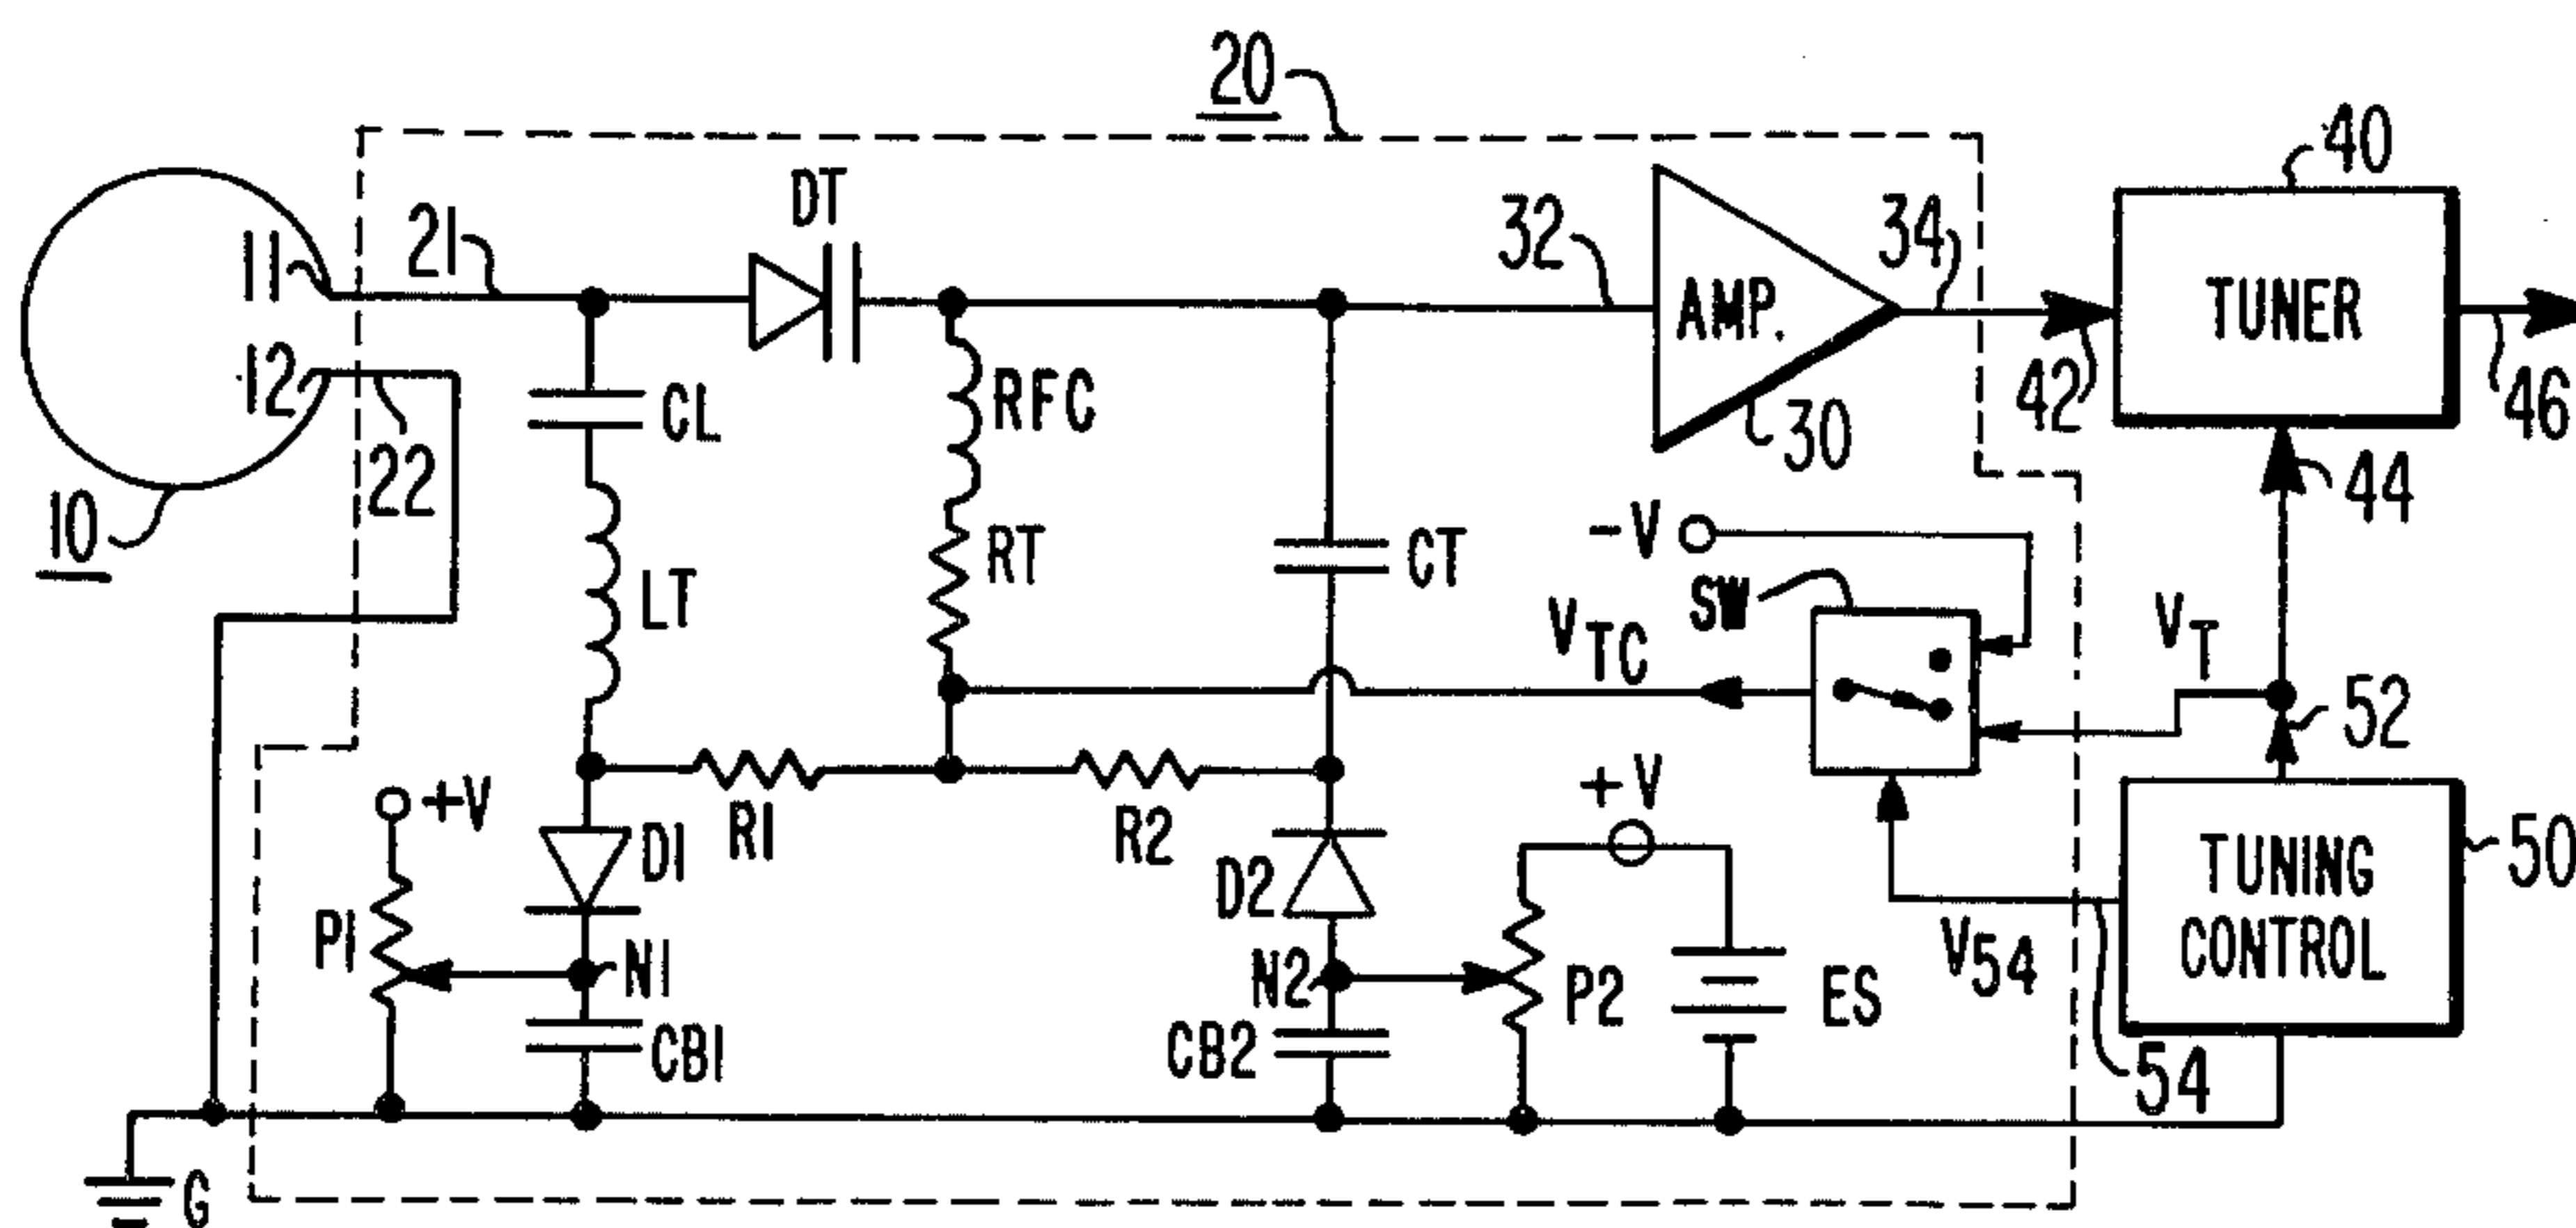 20
40
DT
21
32
34
11
AMP.
TUNER
12
CL
RFC
30
42
46
22
10
-V
44
RT
CT
SW
LT
VTC
VT
52
+V
+V
D1
R1
R2
TUNING
CONTROL
50
P1
D2
N1
N2
P2
ES
V54
CB1
CB2
54
G